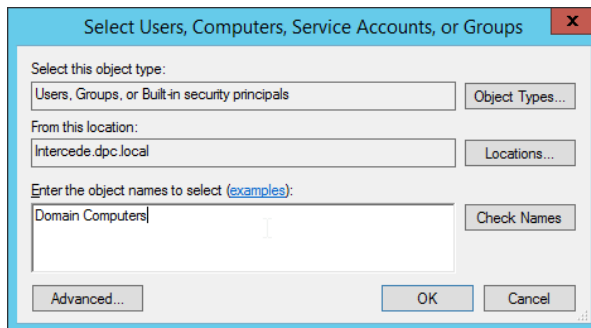 Select Users, Computers, Service Accounts, or Groups
x
Select this object type:
Users, Groups, or Built-in security principals
Object Types...
From this location:
Intercede.dpc.local
Locations...
Enter the object names to select (examples):
Domain Computers
Check Names
Advanced...
OK
Cancel